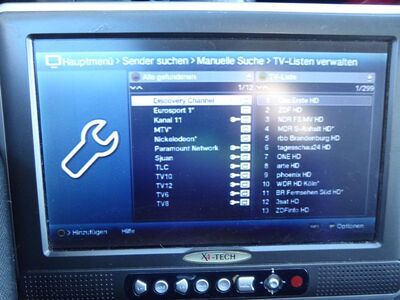 Hauptmenü > Sender suchen > Manuelle Suche > TV-Listen verwalten
Alle gefundenen
TV-Liste
1/12
1/299
Discovery Channel
Eurosport 1*
Kanal 11
MTV*
Nickelodeon*
Paramount Network
Sjuan
TLC
TV10
TV12
TV6
TV8
1 Das Erste HD
2 ZDF HD
3 NDR FS MV HD
4 MDR S-Anhalt HD*
5 rbb Brandenburg HD
6 tagesschau24 HD
7 ONE HD
8 arte HD
9 phoenix HD
10 WDR HD Köln*
11 BR Fernsehen Süd HD*
12 3sat HD
13 ZDFinfo HD
Hinzufügen
Hilfe
Optionen
XI-TECH